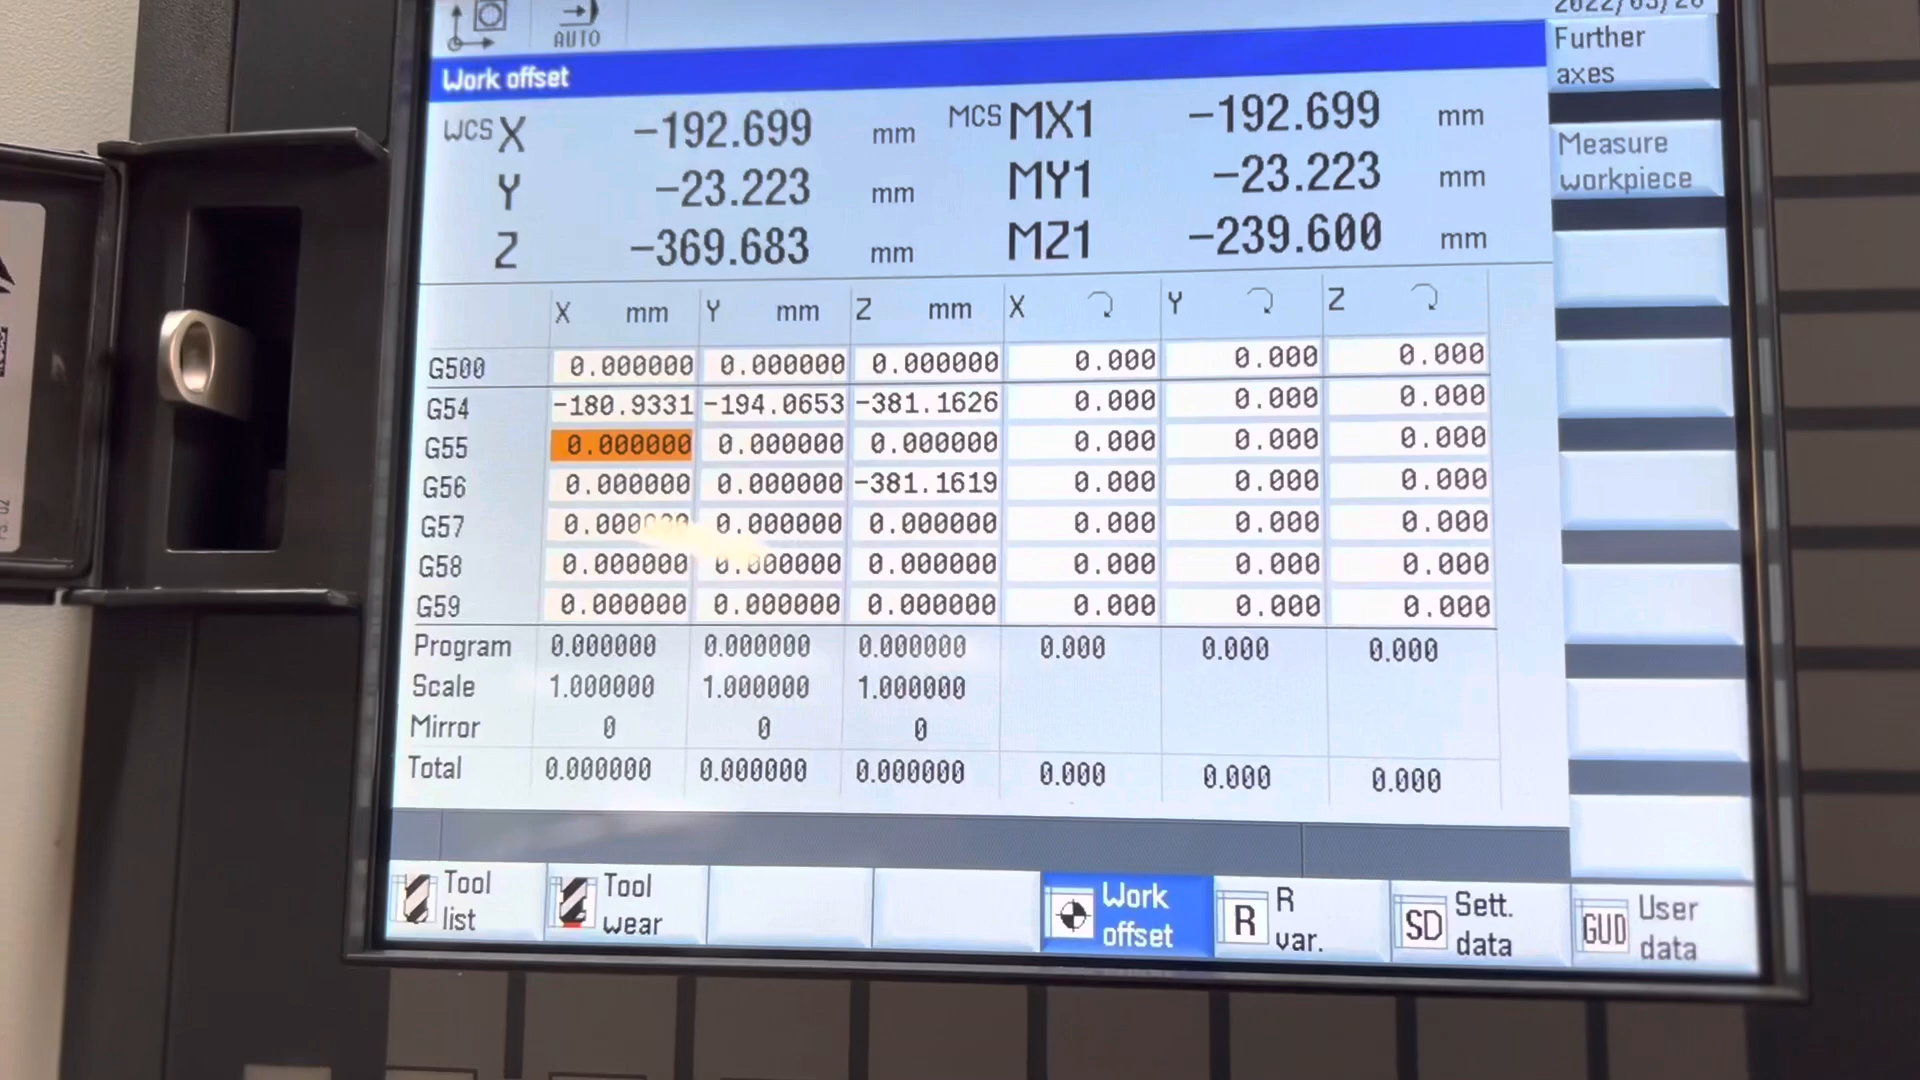 AUTO
Further
axes
Work offset
WCS X -192.699 mm MCS MX1 -192.699 mm
Measure
workpiece
Y -23.223 mm MY1 -23.223 mm
Z -369.683 mm MZ1 -239.600 mm
X mm Y mm Z mm X Y Z
G500 0.000000 0.000000 0.000000 0.000 0.000 0.000
G54 -180.9331 -194.0653 -381.1626 0.000 0.000 0.000
G55 0.000000 0.000000 0.000000 0.000 0.000 0.000
G56 0.000000 0.000000 -381.1619 0.000 0.000 0.000
G57 0.000000 0.000000 0.000000 0.000 0.000 0.000
G58 0.000000 0.000000 0.000000 0.000 0.000 0.000
G59 0.000000 0.000000 0.000000 0.000 0.000 0.000
Program 0.000000 0.000000 0.000000 0.000 0.000 0.000
Scale 1.000000 1.000000 1.000000
Mirror 0 0 0
Total 0.000000 0.000000 0.000000 0.000 0.000 0.000
Tool
list
Tool
wear
Work
offset
R
R
var.
SD
Sett.
data
GUD
User
data